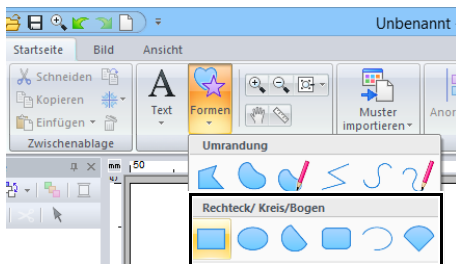 Unbenannt
Startseite Bild Ansicht
Schneiden
Kopieren
Einfügen
Zwischenablage
A
Text
Formen
Muster
importieren
Anor
Umrandung
mm 50
Rechteck/ Kreis/Bogen